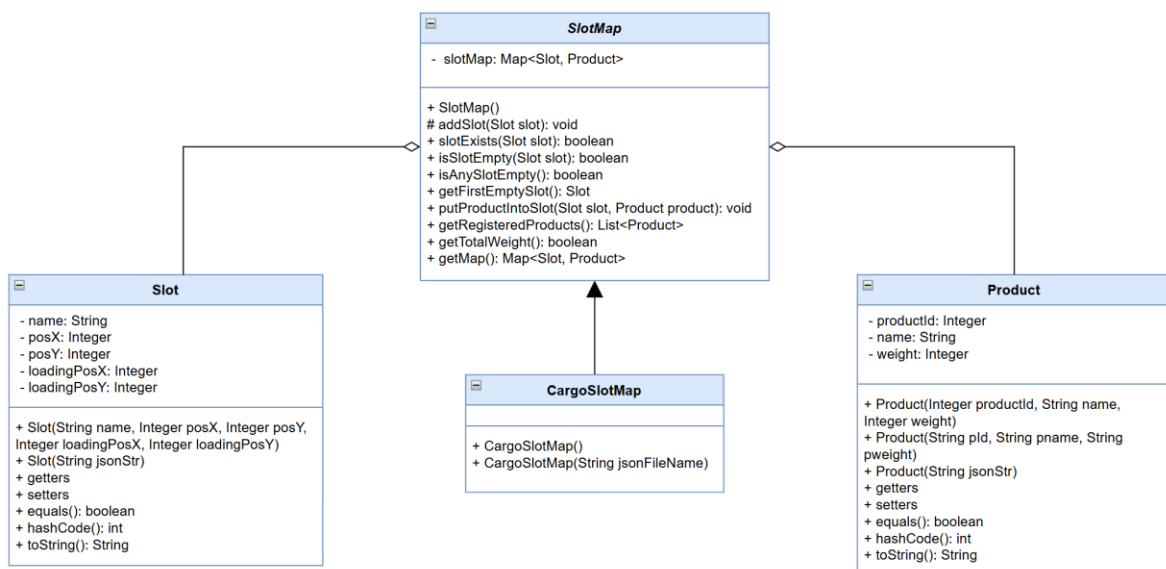 SlotMap
- slotMap: Map<Slot, Product>
+ SlotMap()
# addSlot(Slot slot): void
+ slotExists(Slot slot): boolean
+ isSlotEmpty(Slot slot): boolean
+ isAnySlotEmpty(): boolean
+ getFirstEmptySlot(): Slot
+ putProductIntoSlot(Slot slot, Product product): void
+ getRegisteredProducts(): List<Product>
+ getTotalWeight(): boolean
+ getMap(): Map<Slot, Product>
Slot
- name: String
- posX: Integer
- posY: Integer
- loadingPosX: Integer
- loadingPosY: Integer
+ Slot(String name, Integer posX, Integer posY,
Integer loadingPosX, Integer loadingPosY)
+ Slot(String jsonStr)
+ getters
+ setters
+ equals(): boolean
+ hashCode(): int
+ toString(): String
CargoSlotMap
+ CargoSlotMap()
+ CargoSlotMap(String jsonFileName)
Product
- productId: Integer
- name: String
- weight: Integer
+ Product(Integer productId, String name,
Integer weight)
+ Product(String pId, String pname, String
pweight)
+ Product(String jsonStr)
+ getters
+ setters
+ equals(): boolean
+ hashCode(): int
+ toString(): String